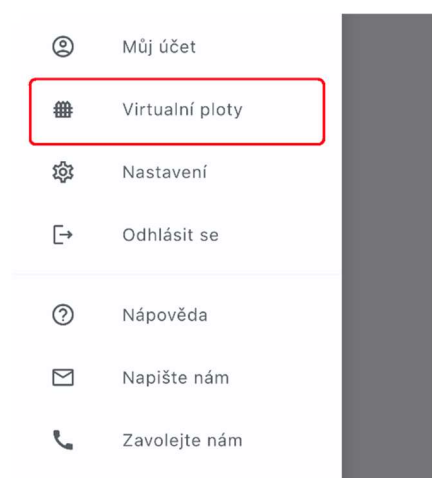 Můj účet
Virtualní ploty
Nastavení
Odhlásit se
Nápověda
Napište nám
Zavolejte nám